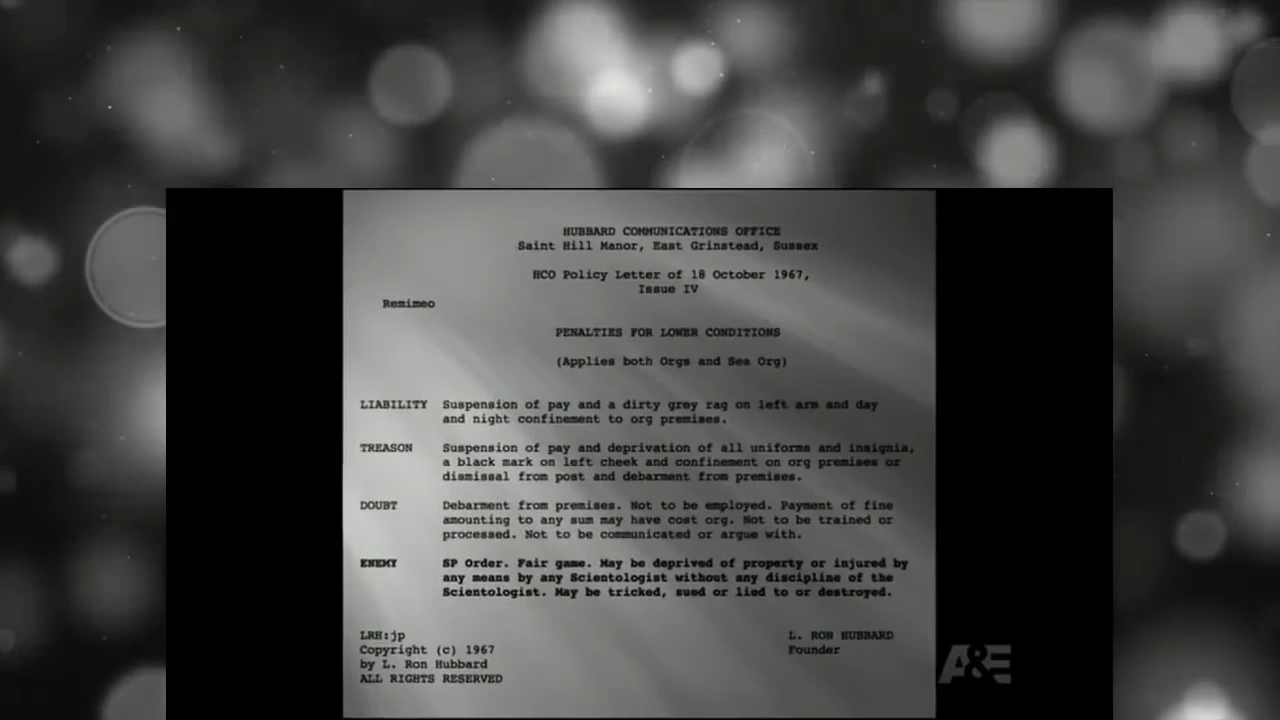 HUBBARD COMMUNICATIONS OFFICE
Saint Hill Manor, East Grinstead, Sussex
HCO Policy Letter of 18 October 1967,
Issue IV
Remimeo
PENALTIES FOR LOWER CONDITIONS
(Applies both Orgs and Sea Org)
LIABILITY Suspension of pay and a dirty grey rag on left arm and day
and night confinement to org premises.
TREASON Suspension of pay and deprivation of all uniforms and insignia,
a black mark on left cheek and confinement on org premises or
dismissal from post and debarment from premises.
DOUBT Debarment from premises. Not to be employed. Payment of fine
amounting to any sum may have cost org. Not to be trained or
processed. Not to be communicated or argue with.
ENEMY SP Order. Fair game. May be deprived of property or injured by
any means by any Scientologist without any discipline of the
Scientologist. May be tricked, sued or lied to or destroyed.
LRH:jp L. RON HUBBARD
Copyright (c) 1967 Founder
by L. Ron Hubbard
ALL RIGHTS RESERVED
A&E